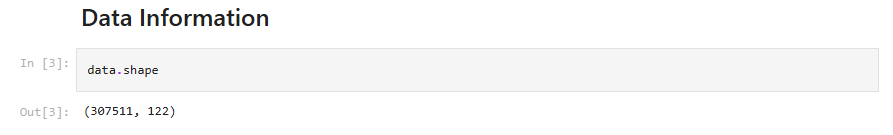 Data Information
In [3]: data.shape
Out[3]: (307511, 122)